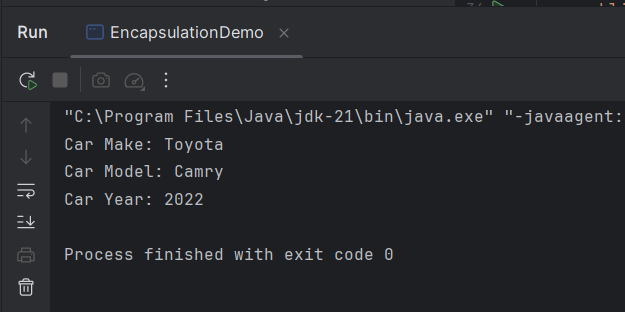 Run EncapsulationDemo
"C:\Program Files\Java\jdk-21\bin\java.exe" "-javaagent:
Car Make: Toyota
Car Model: Camry
Car Year: 2022
Process finished with exit code 0